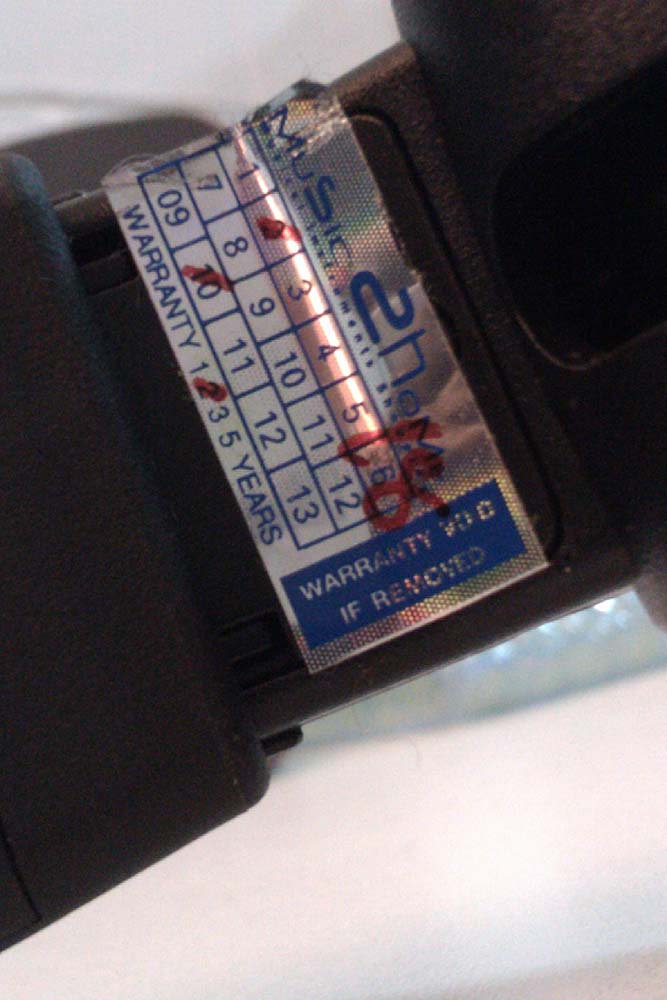 MUSIC
2home
1 2 3 4 5 6
7 8 9 10 11 12
09 10 11 12 13
WARRANTY 1 2 3 5 YEARS
WARRANTY VOID
IF REMOVED